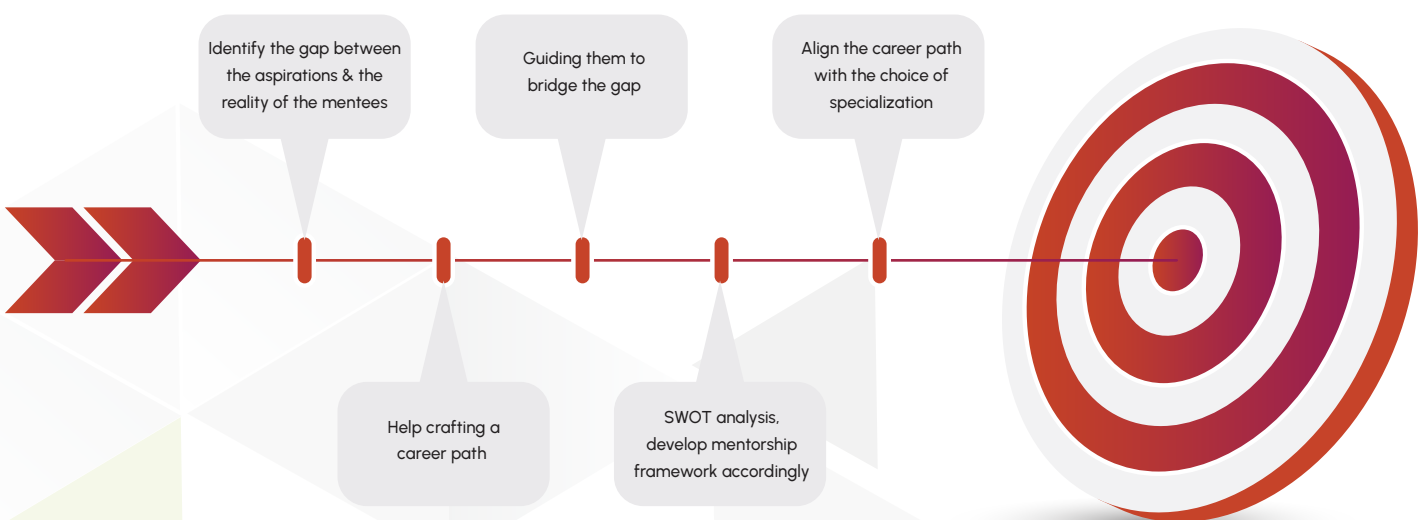 Identify the gap between
the aspirations & the
reality of the mentees
Help crafting a
career path
Guiding them to
bridge the gap
SWOT analysis,
develop mentorship
framework accordingly
Align the career path
with the choice of
specialization